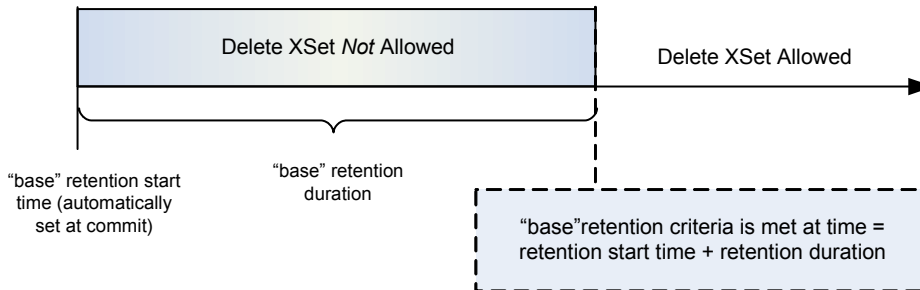 Delete XSet Not Allowed
Delete XSet Allowed
“base” retention start
time (automatically
set at commit)
“base” retention
duration
“base”retention criteria is met at time =
retention start time + retention duration